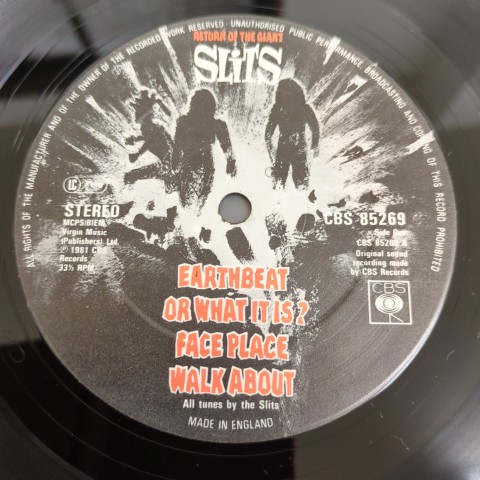 ALL RIGHTS OF THE MANUFACTURER AND OF THE OWNER OF THE RECORDED WORK RESERVED · UNAUTHORISED PUBLIC PERFORMANCE BROADCASTING AND COPYING OF THIS RECORD PROHIBITED
RETURN OF THE GIANT
SLiTS
LC
STEREO
MCPS/BIEM
Virgin Music
(Publishers) Ltd
℗ 1981 CBS
Records
33⅓ RPM
CBS 85269
Side One
CBS 85269 A
Original sound
recording made
by CBS Records
CBS
EARTHBEAT
OR WHAT IT IS?
FACE PLACE
WALK ABOUT
All tunes by the Slits
MADE IN ENGLAND